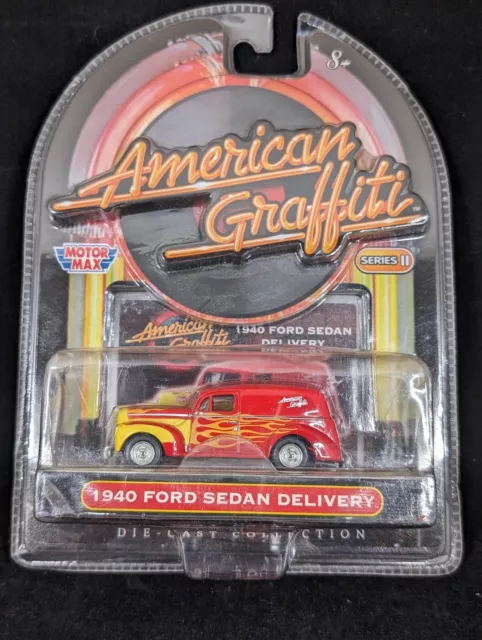 8+
American
Graffiti
MOTOR
MAX
SERIES II
American
Graffiti
1940 FORD SEDAN
DELIVERY
American
Graffiti
1940 FORD SEDAN DELIVERY
DIE-CAST COLLECTION